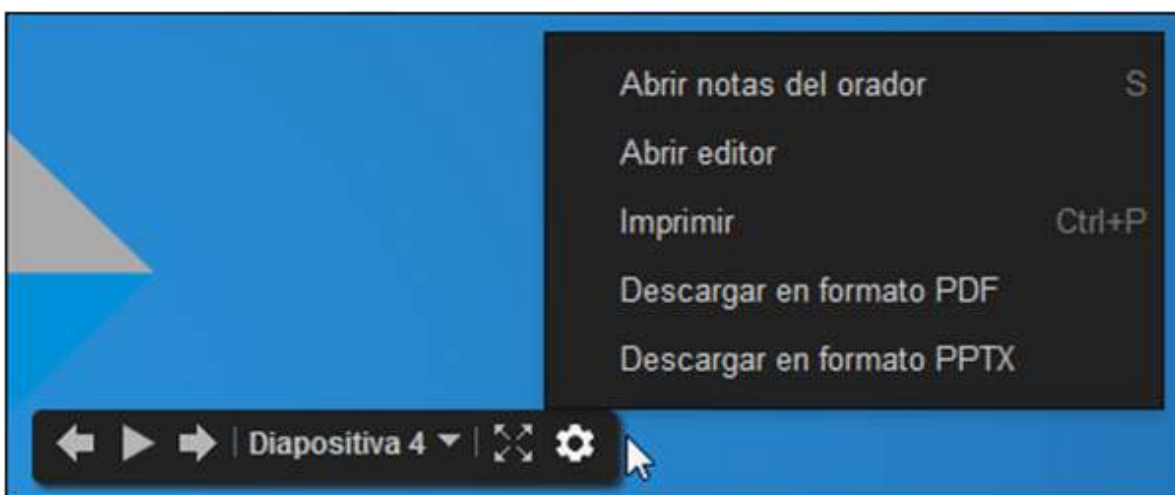 Abrir notas del orador S
Abrir editor
Imprimir Ctrl+P
Descargar en formato PDF
Descargar en formato PPTX
Diapositiva 4